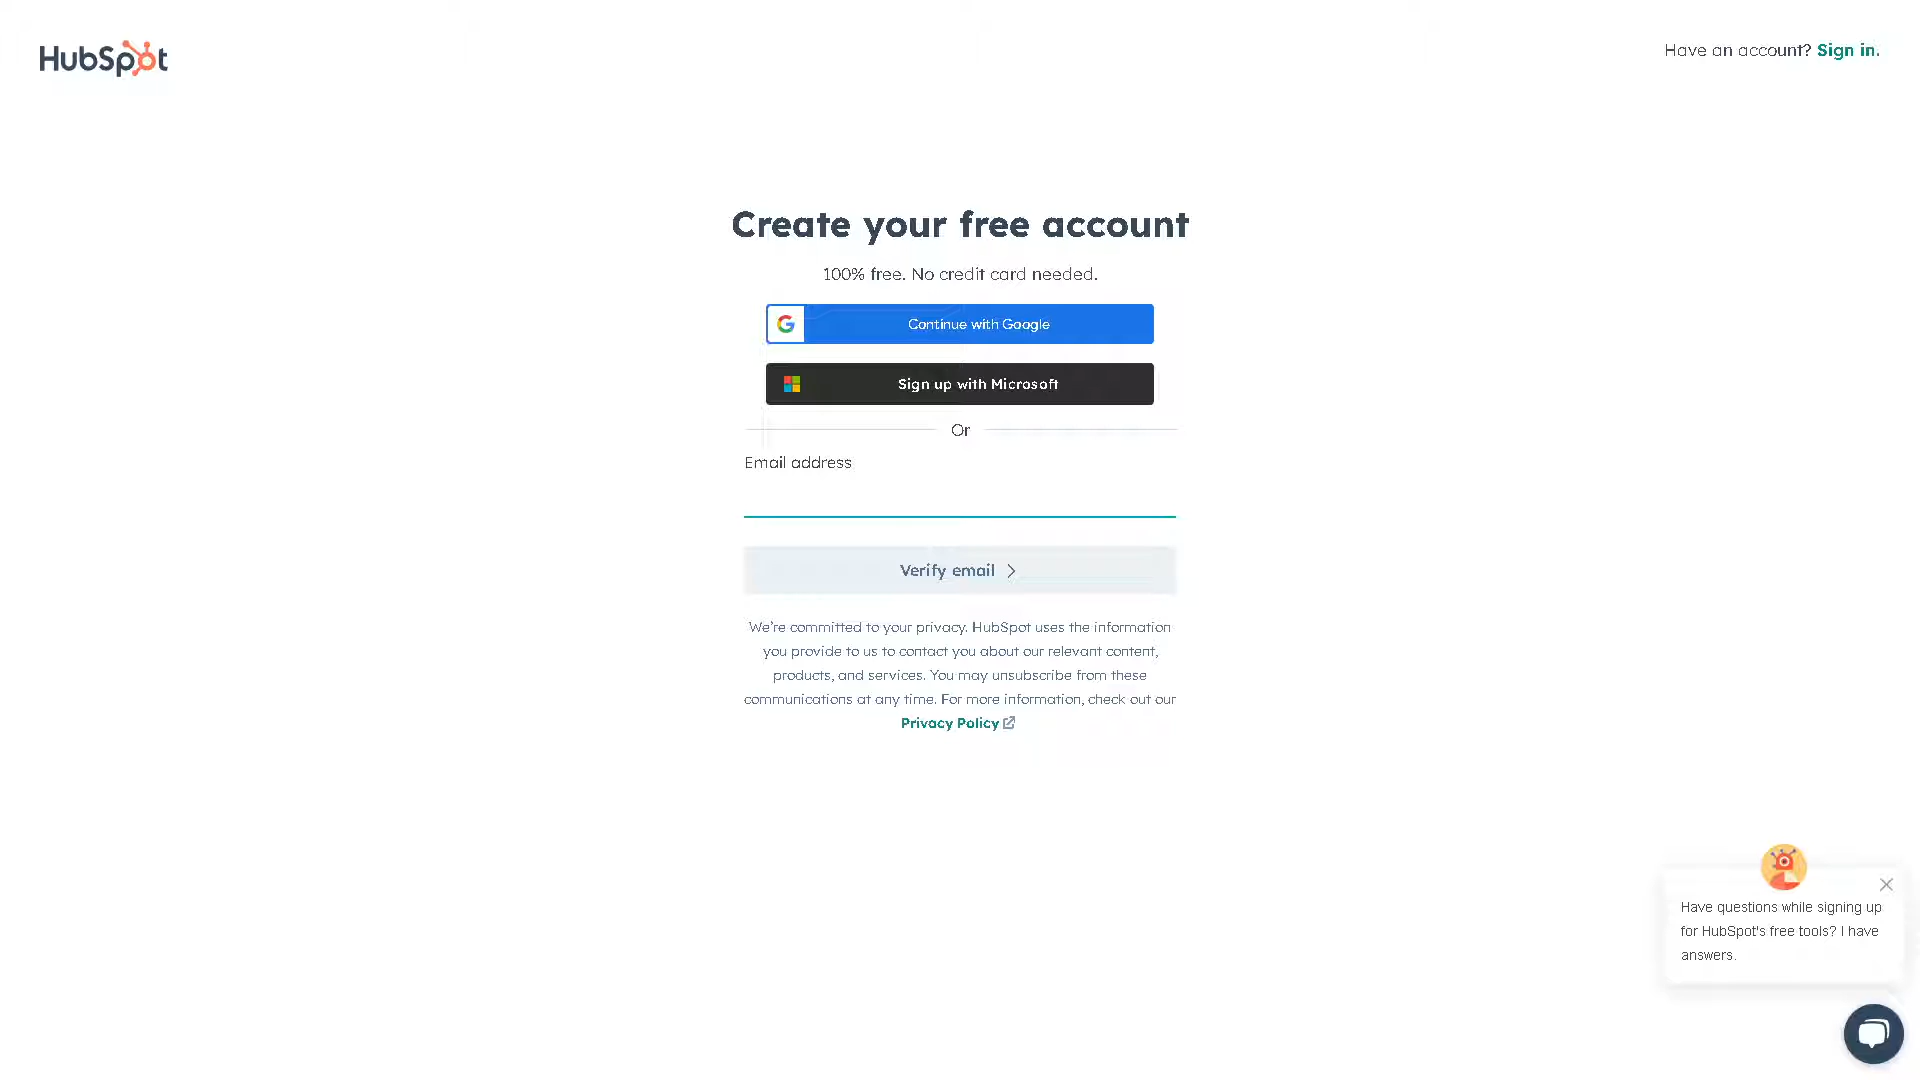 HubSpot
Have an account? Sign in.
Create your free account
100% free. No credit card needed.
Continue with Google
Sign up with Microsoft
Or
Email address
Verify email
We're committed to your privacy. HubSpot uses the information
you provide to us to contact you about our relevant content,
products, and services. You may unsubscribe from these
communications at any time. For more information, check out our
Privacy Policy
Have questions while signing up
for HubSpot's free tools? I have
answers.